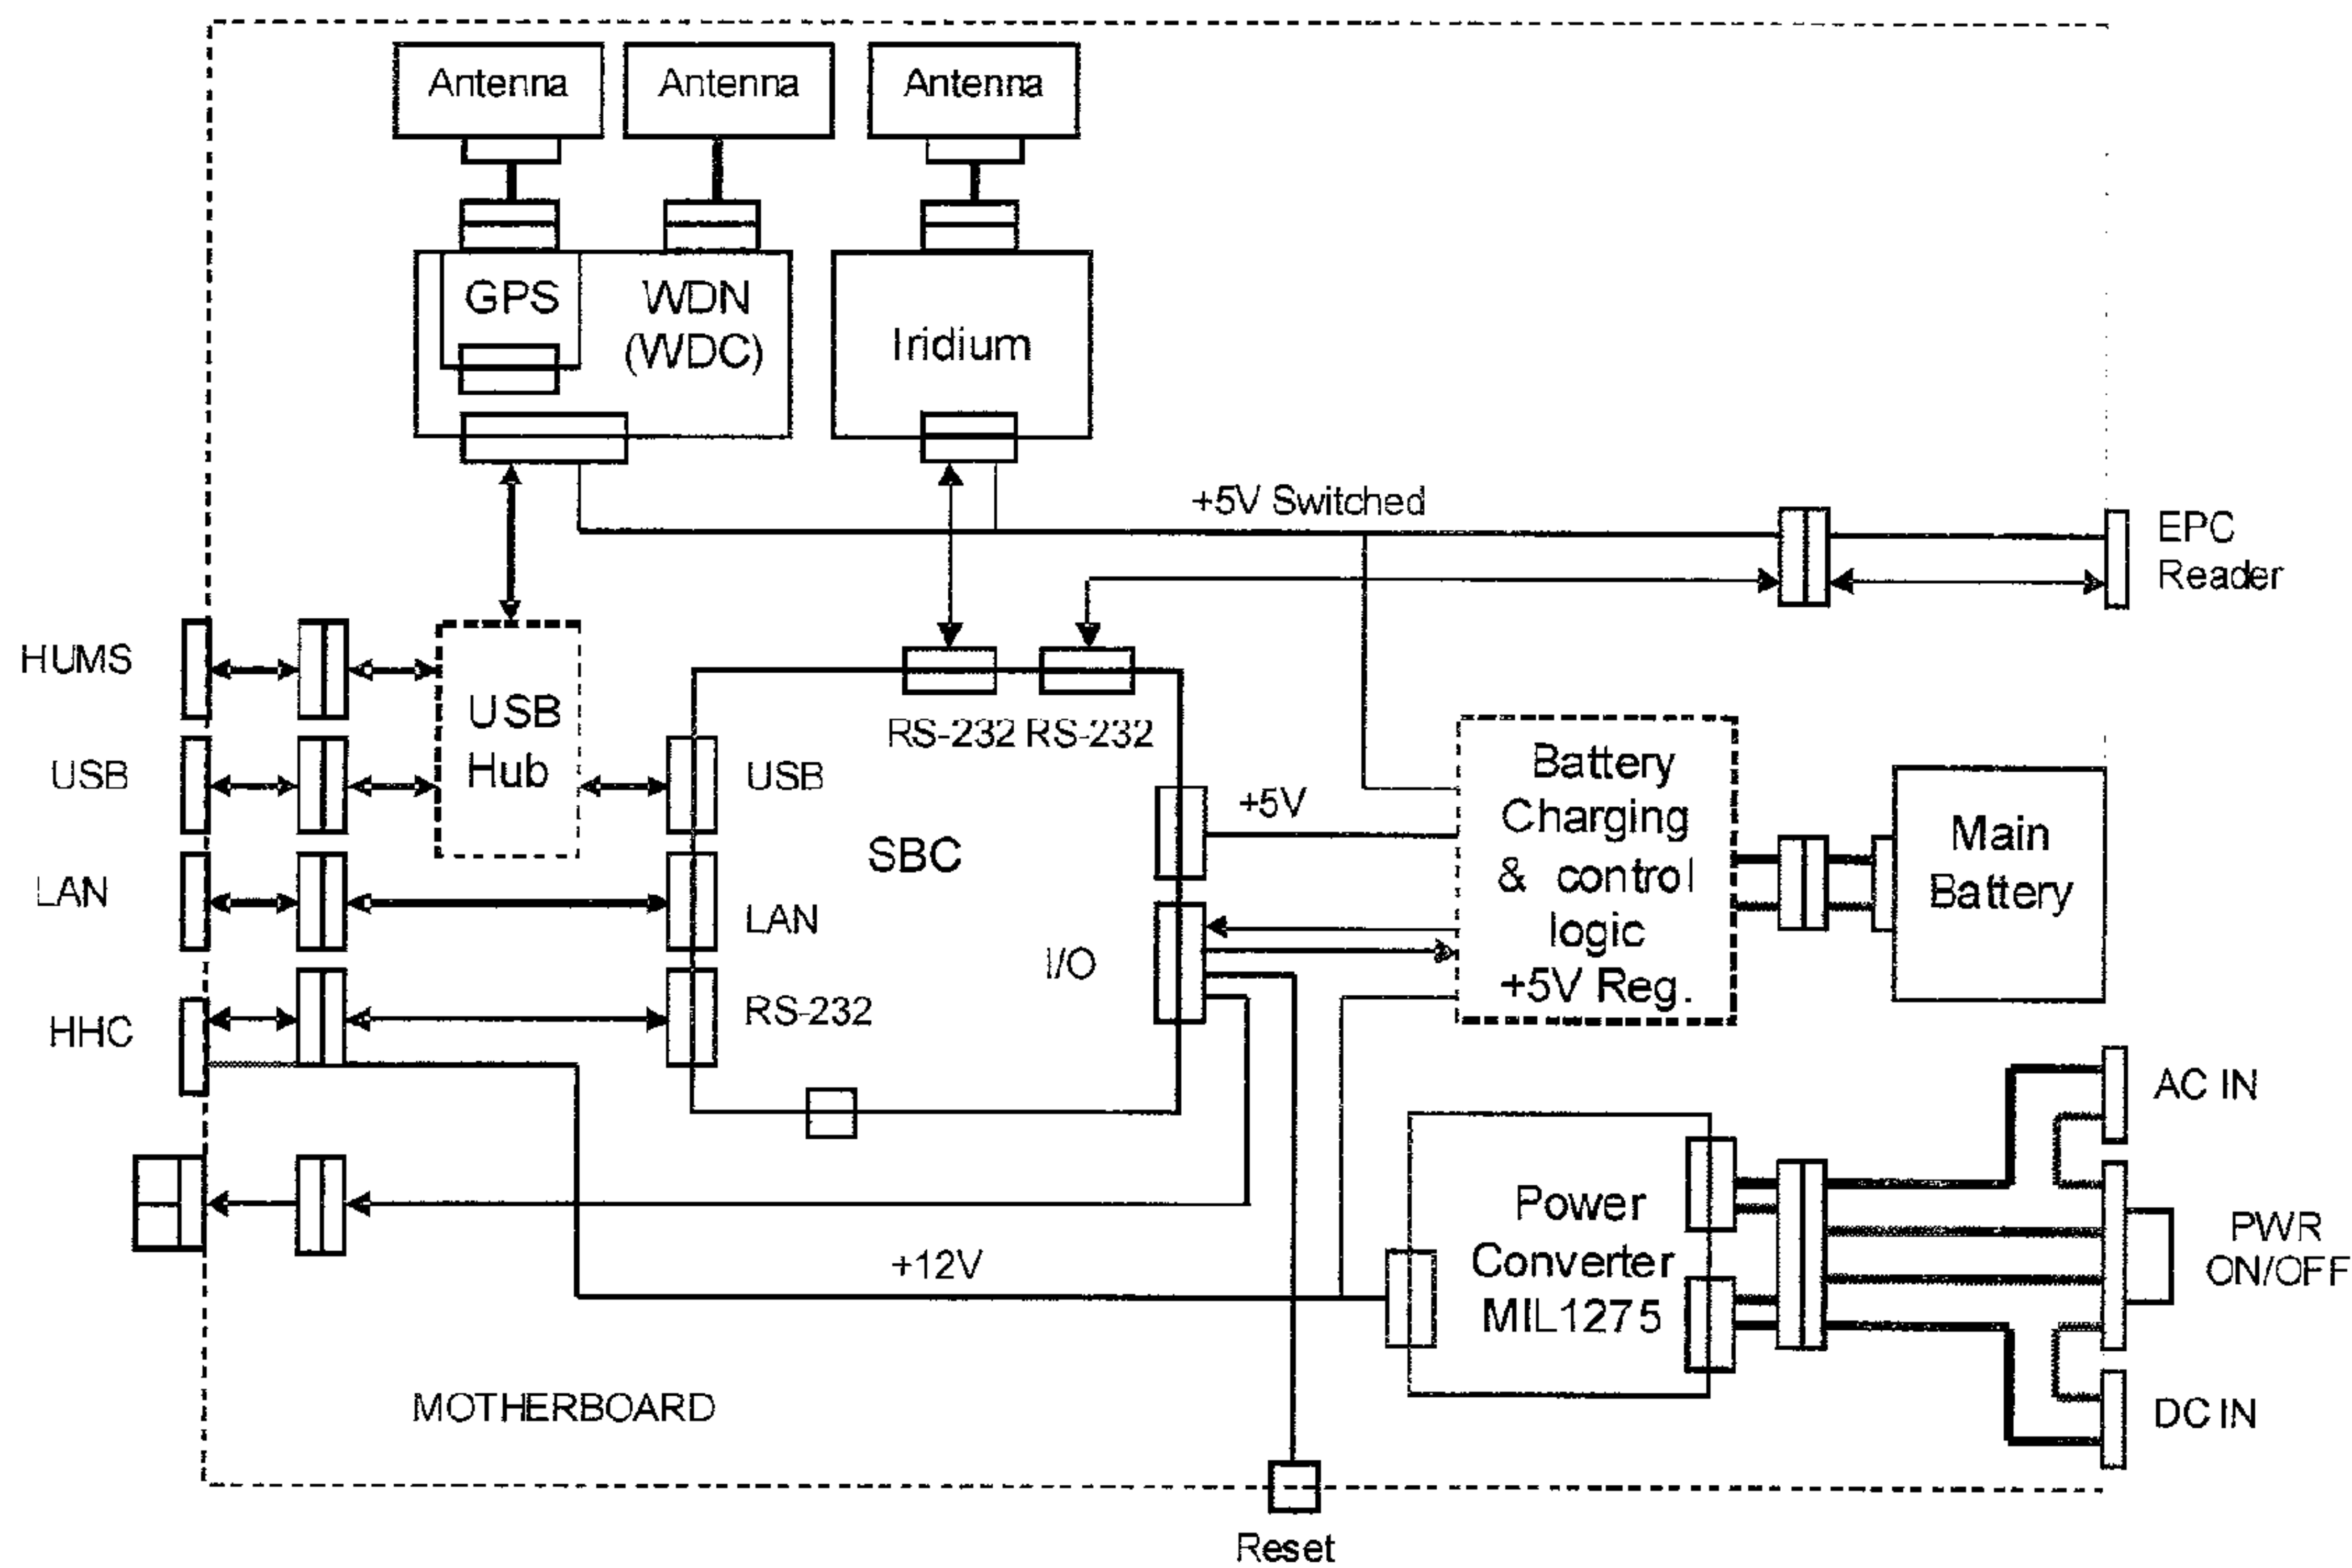 Antenna
Antenna
Antenna
GPS
WDN
(WDC)
Iridium
+5V Switched
EPC
Reader
HUMS
USB
Hub
RS-232
RS-232
USB
USB
+5V
SBC
Battery
Charging
& control
logic
+5V Reg.
Main
Battery
LAN
LAN
I/O
HHC
RS-232
AC IN
Power
Converter
MIL1275
PWR
ON/OFF
+12V
MOTHERBOARD
DC IN
Reset